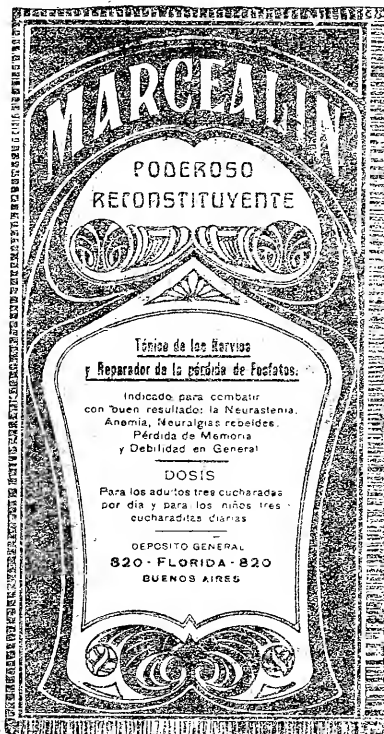 MARCEALIN
PODEROSO
RECONSTITUYENTE
Tónico de los Nervios
y Reparador de la pérdida de Fosfatos.
Indicado para combatir
con buen resultado: la Neurastenia,
Anemia, Neuralgias rebeldes,
Pérdida de Memoria
y Debilidad en General
DOSIS
Para los adultos tres cucharadas
por día y para los niños tres
cucharaditas diarias
DEPOSITO GENERAL
820 - FLORIDA - 820
BUENOS AIRES